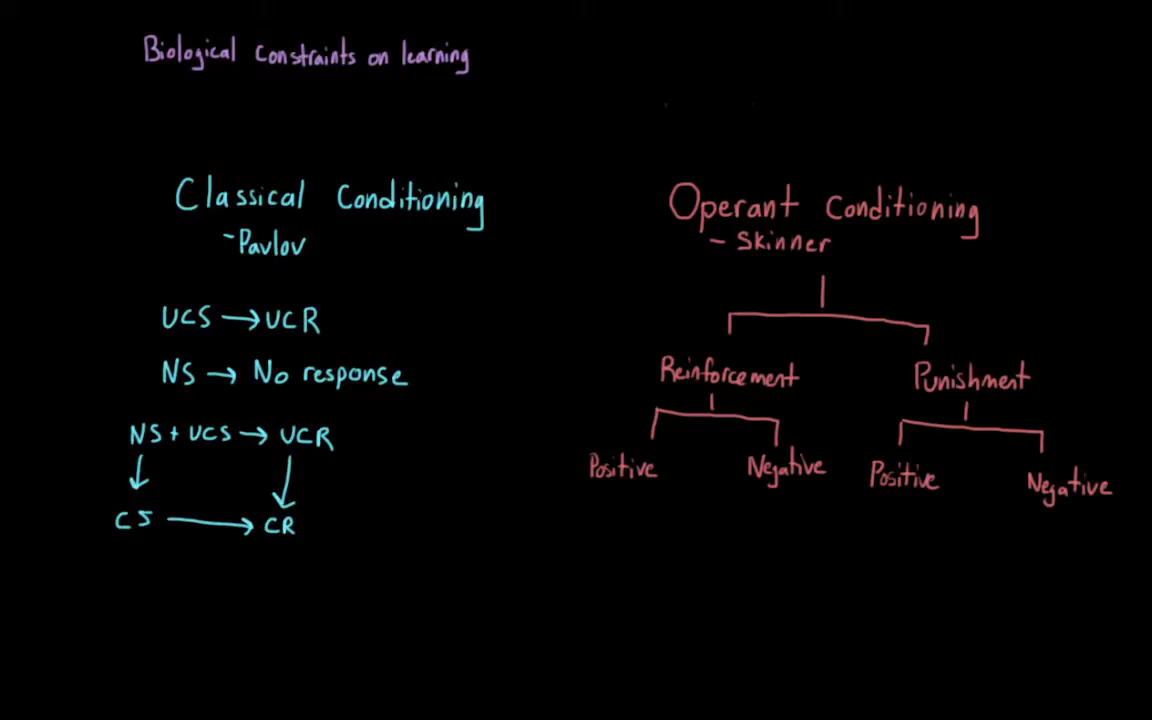 Biological constraints on learning
Classical Conditioning
- Pavlov
UCS → UCR
NS → No response
NS + UCS → UCR
↓ ↓
CS → CR
Operant Conditioning
- Skinner
Reinforcement Punishment
Positive Negative Positive Negative